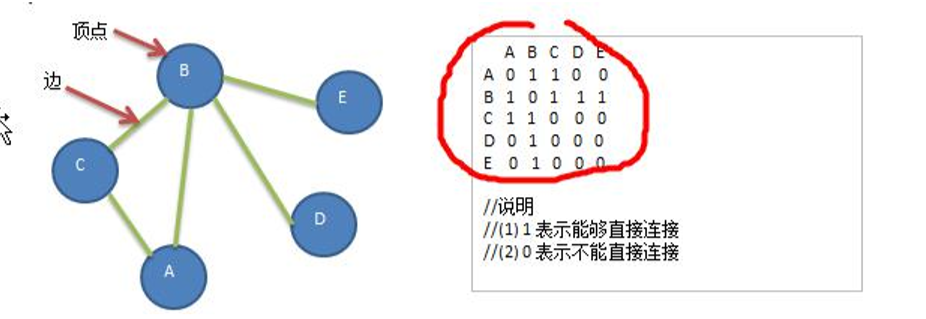 顶点
边
B
E
C
D
A
A B C D E
A 0 1 1 0 0
B 1 0 1 1 1
C 1 1 0 0 0
D 0 1 0 0 0
E 0 1 0 0 0
//说明
//(1) 1 表示能够直接连接
//(2) 0 表示不能直接连接